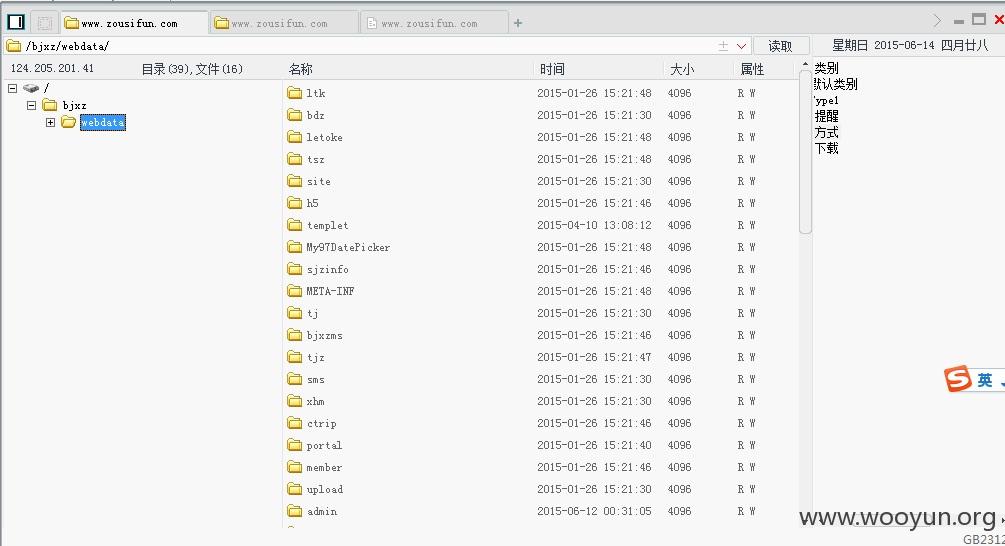 www.zousifun.com www.zousifun.com www.zousifun.com +
/bjxz/webdata/ 读取 星期日 2015-06-14 四月廿八
124.205.201.41 目录(39),文件(16) 名称 时间 大小 属性
/
bjxz
webdata
ltk 2015-01-26 15:21:48 4096 R W
bdz 2015-01-26 15:21:30 4096 R W
letoke 2015-01-26 15:21:48 4096 R W
tsz 2015-01-26 15:21:48 4096 R W
site 2015-01-26 15:21:30 4096 R W
h5 2015-01-26 15:21:46 4096 R W
templet 2015-04-10 13:08:12 4096 R W
My97DatePicker 2015-01-26 15:21:48 4096 R W
sjzinfo 2015-01-26 15:21:46 4096 R W
META-INF 2015-01-26 15:21:48 4096 R W
tj 2015-01-26 15:21:30 4096 R W
bjxzms 2015-01-26 15:21:46 4096 R W
tjz 2015-01-26 15:21:47 4096 R W
sms 2015-01-26 15:21:30 4096 R W
xhm 2015-01-26 15:21:30 4096 R W
ctrip 2015-01-26 15:21:46 4096 R W
portal 2015-01-26 15:21:40 4096 R W
member 2015-01-26 15:21:46 4096 R W
upload 2015-01-26 15:21:30 4096 R W
admin 2015-06-12 00:31:05 4096 R W
类别
默认类别
Type1
提醒
方式
下载
S 英
www.wooyun.org
GB2312